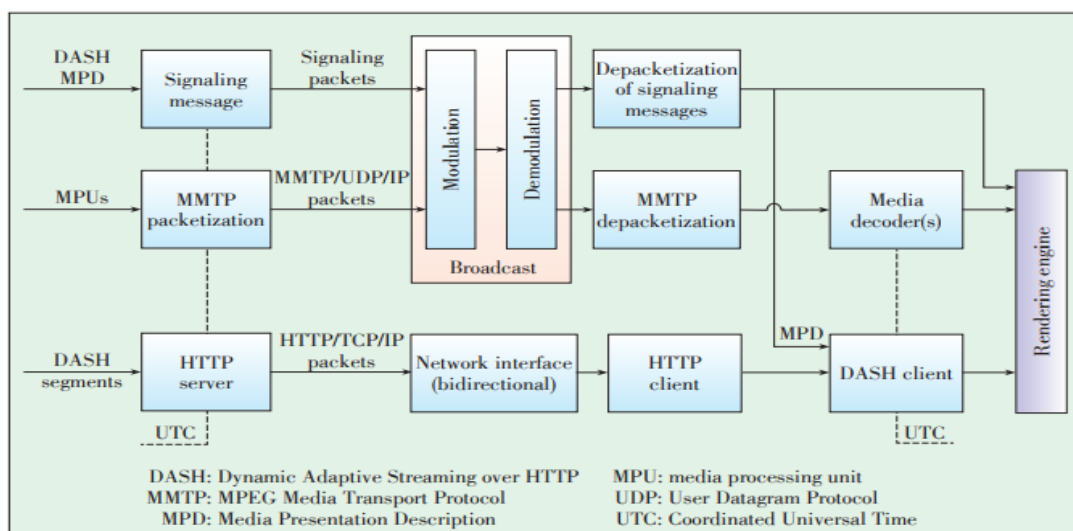 DASH
MPD
Signaling
message
Signaling
packets
Modulation
Demodulation
Broadcast
Depacketization
of signaling
messages
MPUs
MMTP
packetization
MMTP/UDP/IP
packets
MMTP
depacketization
Media
decoder(s)
Rendering engine
DASH
segments
HTTP
server
HTTP/TCP/IP
packets
Network interface
(bidirectional)
HTTP
client
MPD
DASH client
UTC
UTC
DASH: Dynamic Adaptive Streaming over HTTP
MMTP: MPEG Media Transport Protocol
MPD: Media Presentation Description
MPU: media processing unit
UDP: User Datagram Protocol
UTC: Coordinated Universal Time